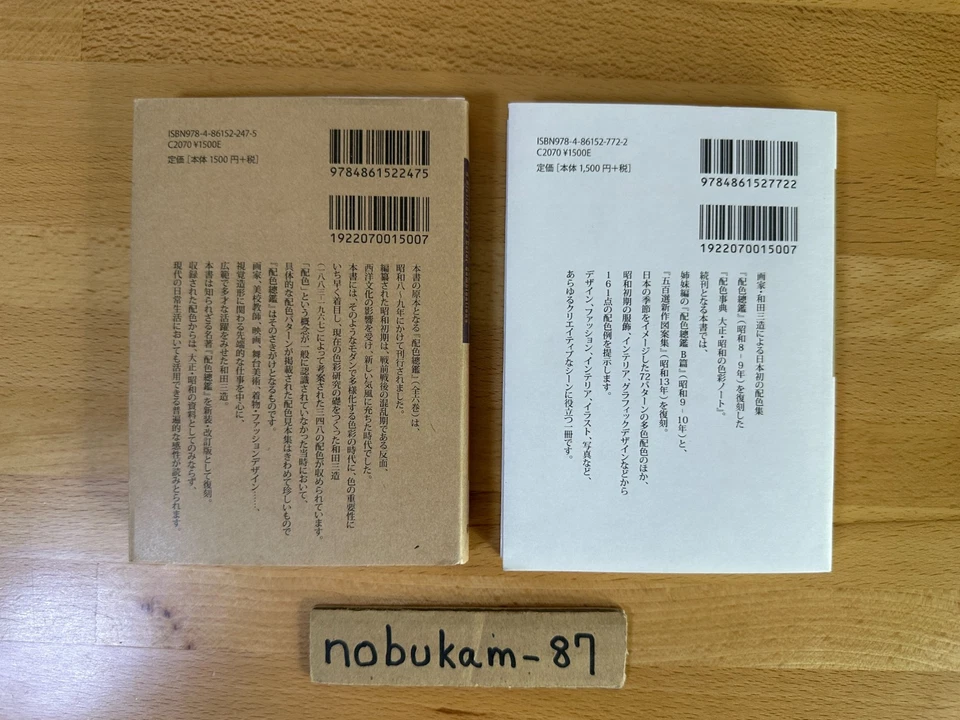 ISBN978-4-86152-247-5
C2070 ¥1500E
定価[本体 1500 円+税]
9784861522475
1922070015007
本書の原本となる『配色總鑑』(全六巻)は、
昭和八〜九年にかけて刊行されました。
編纂された昭和初期は、戦前戦後の混乱期である反面、
西洋文化の影響を受け、新しい気風に充ちた時代でした。
本書には、そのようなモダンで多様化する色彩の時代に、色の重要性に
いち早く着目し、現在の色彩研究の礎をつくった和田三造
(一八八三-一九六七)によって考案された三四八の配色が収められています。
「配色」という概念が一般に認識されていなかった当時において、
具体的な配色パターンが掲載された配色見本集はきわめて珍しいもので
『配色總鑑』はそのさきがけとなるものです。
画家、美校教師、映画、舞台美術、着物・ファッションデザイン……、
視覚造形に関わる先端的な仕事を中心に、
広範で多才な活躍をみせた和田三造。
本書は知られざる名著『配色總鑑』を新装・改訂版として復刻。
収録された配色からは、大正・昭和の資料としてのみならず、
現代の日常生活においても活用できる普遍的な感性が読みとられます。
ISBN978-4-86152-772-2
C2070 ¥1500E
定価[本体 1,500 円+税]
9784861527722
1922070015007
画家・和田三造による日本初の配色集
『配色總鑑』(昭和8-9年)を復刻した
『配色事典 大正・昭和の色彩ノート』。
続刊となる本書では、
姉妹編の『配色總鑑 B篇』(昭和9-10年)と、
『五百選新作図案集』(昭和13年)を復刻。
日本の季節をイメージした72パターンの多色配色のほか、
昭和初期の服飾、インテリア、グラフィックデザインなどから
161点の配色例を提示します。
デザイン、ファッション、インテリア、イラスト、写真など、
あらゆるクリエイティブなシーンに役立つ一冊です。
nobukam-87